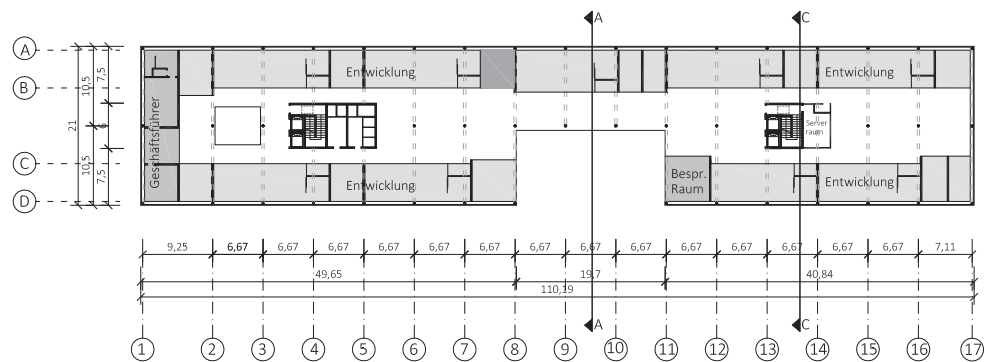 A C
A
B
C
D
7,5
10,5
21
6
10,5
7,5
Entwicklung
Entwicklung
Geschäftsführer
Server
raum
Entwicklung
Bespr.
Raum
Entwicklung
9,25 6,67 6,67 6,67 6,67 6,67 6,67 6,67 6,67 6,67 6,67 6,67 6,67 6,67 6,67 6,67 7,11
49,65 19,7 40,84
110,19
A C
1 2 3 4 5 6 7 8 9 10 11 12 13 14 15 16 17